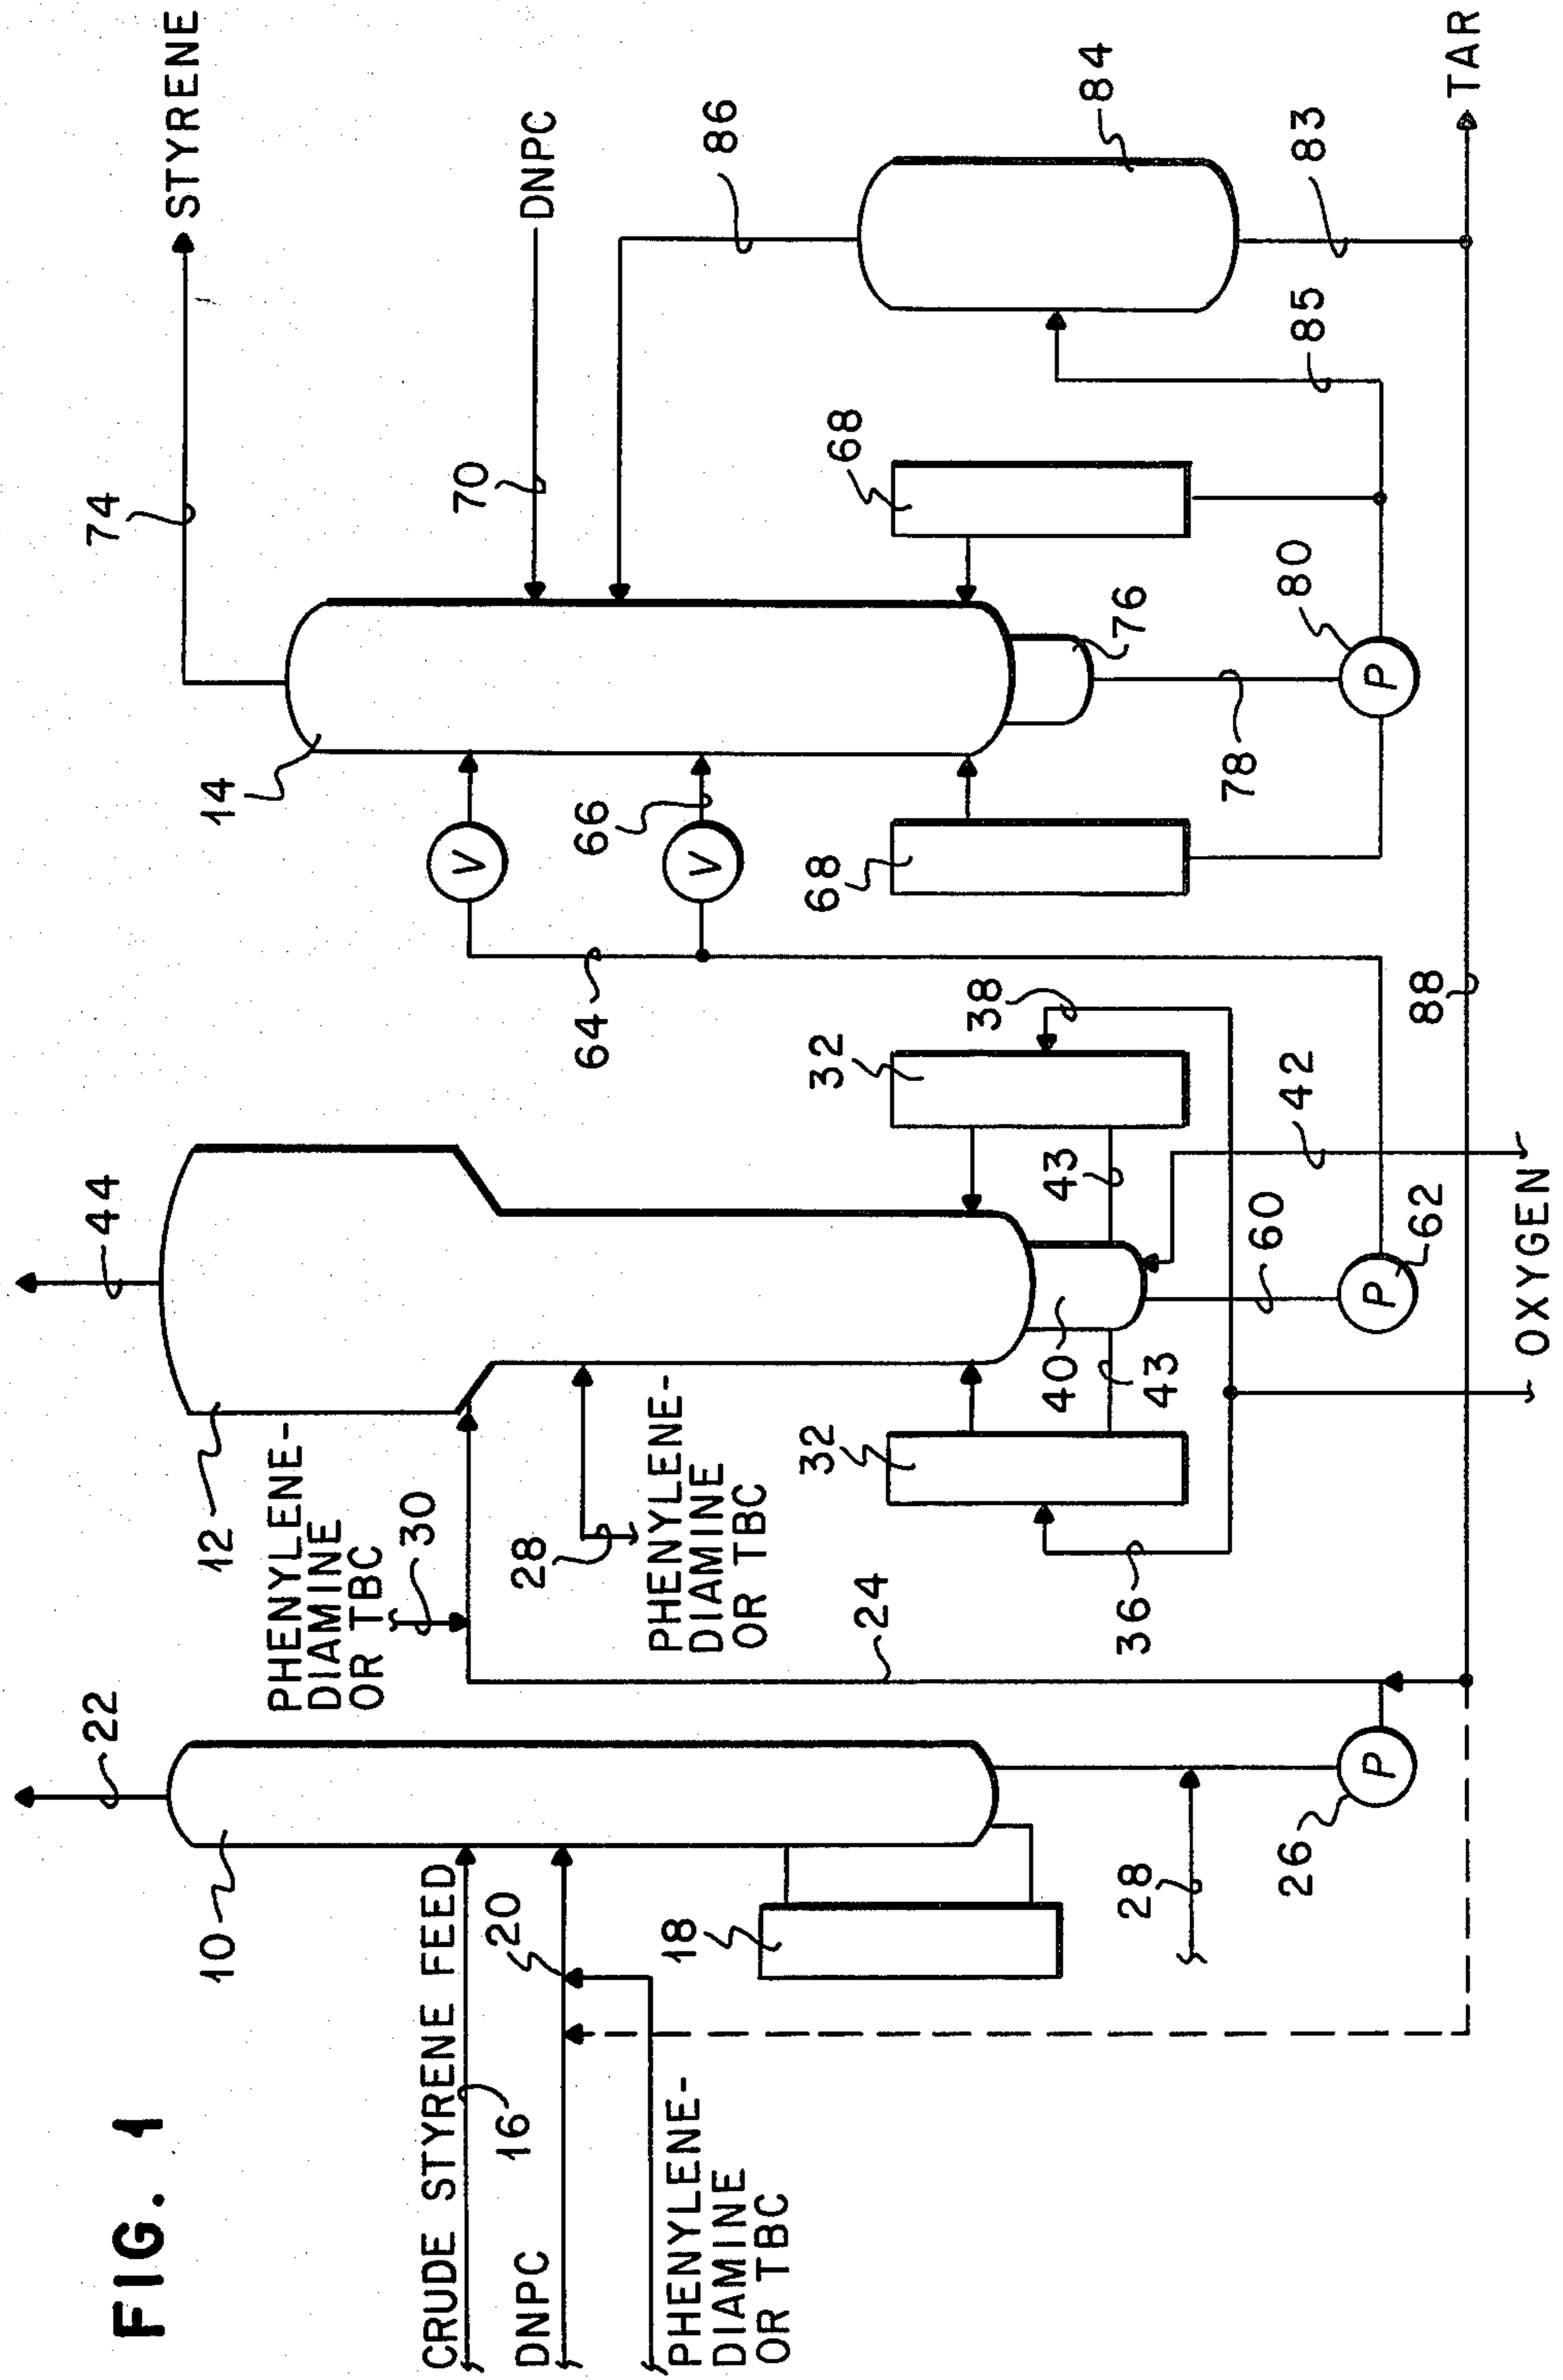 FIG. 1
CRUDE STYRENE FEED
16
DNPC
20
PHENYLENE-
DIAMINE
OR TBC
10
22
18
28
26
P
24
PHENYLENE-
DIAMINE
OR TBC
30
12
44
28
PHENYLENE-
DIAMINE
OR TBC
32
36
40
43
43
32
38
42
60
62
P
OXYGEN
64
V
V
66
14
74
STYRENE
70
DNPC
68
68
76
78
80
P
86
84
85
83
88
TAR